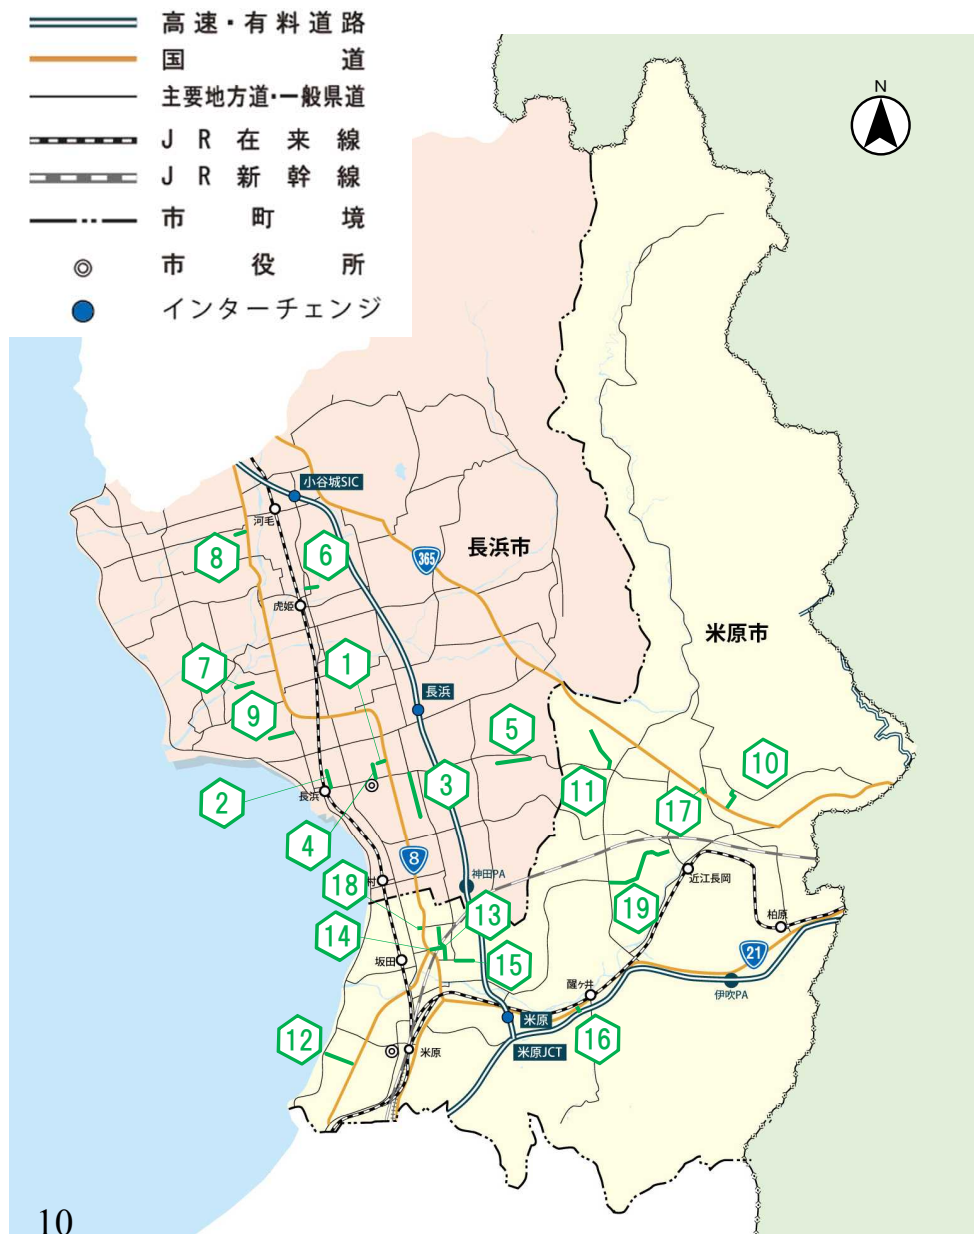 高速・有料道路
国道
主要地方道・一般県道
JR在来線
JR新幹線
市町境
市役所
インターチェンジ
N
小谷城SIC
河毛
8
6
365
長浜市
虎姫
米原市
1
7
長浜
9
5
10
11
3
2
長浜
17
4
8
18
村
神田PA
近江長岡
13
19
柏原
14
坂田
15
21
醒ヶ井
伊吹PA
米原
16
12
米原
米原JCT
10